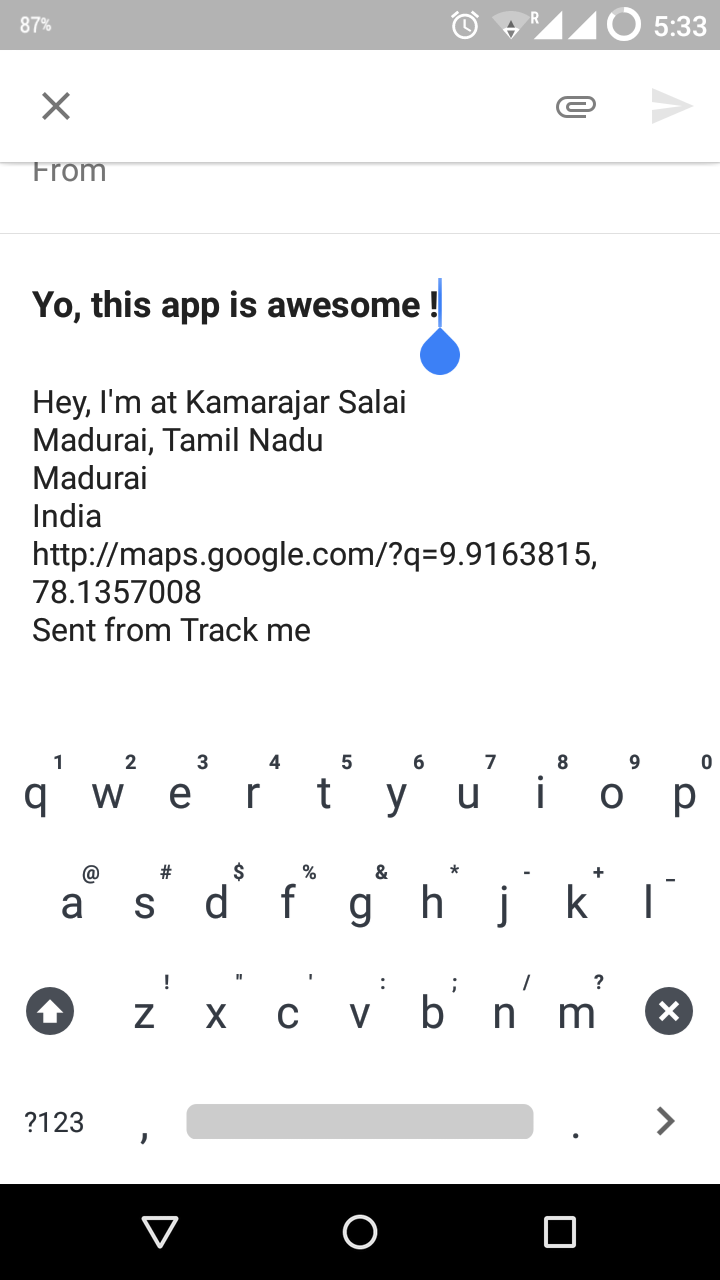 87%
R
5:33
From
Yo, this app is awesome !
Hey, I'm at Kamarajar Salai
Madurai, Tamil Nadu
Madurai
India
http://maps.google.com/?q=9.9163815,
78.1357008
Sent from Track me
1 2 3 4 5 6 7 8 9 0
q w e r t y u i o p
@ # $ % & * - + _
a s d f g h j k l
! " ' : ; / ?
z x c v b n m
?123 , .